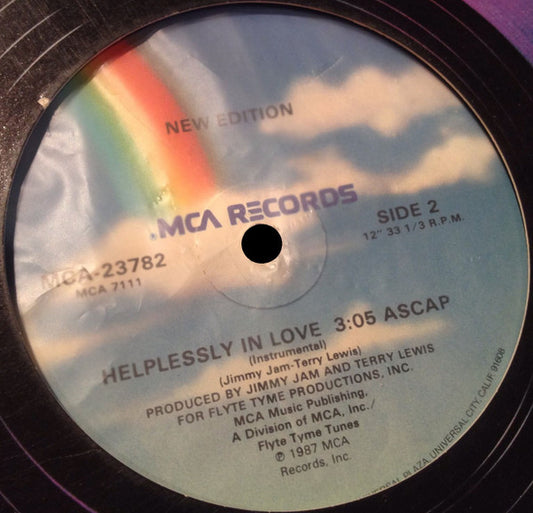 NEW EDITION
MCA RECORDS
SIDE 2
12" 33 1/3 R.P.M.
MCA-23782
MCA 7111
HELPLESSLY IN LOVE 3:05 ASCAP
(Instrumental)
(Jimmy Jam-Terry Lewis)
PRODUCED BY JIMMY JAM AND TERRY LEWIS
FOR FLYTE TYME PRODUCTIONS, INC.
MCA Music Publishing,
A Division of MCA, Inc./
Flyte Tyme Tunes
℗ 1987 MCA
Records, Inc.
PLAZA, UNIVERSAL CITY, CALIF. 91608